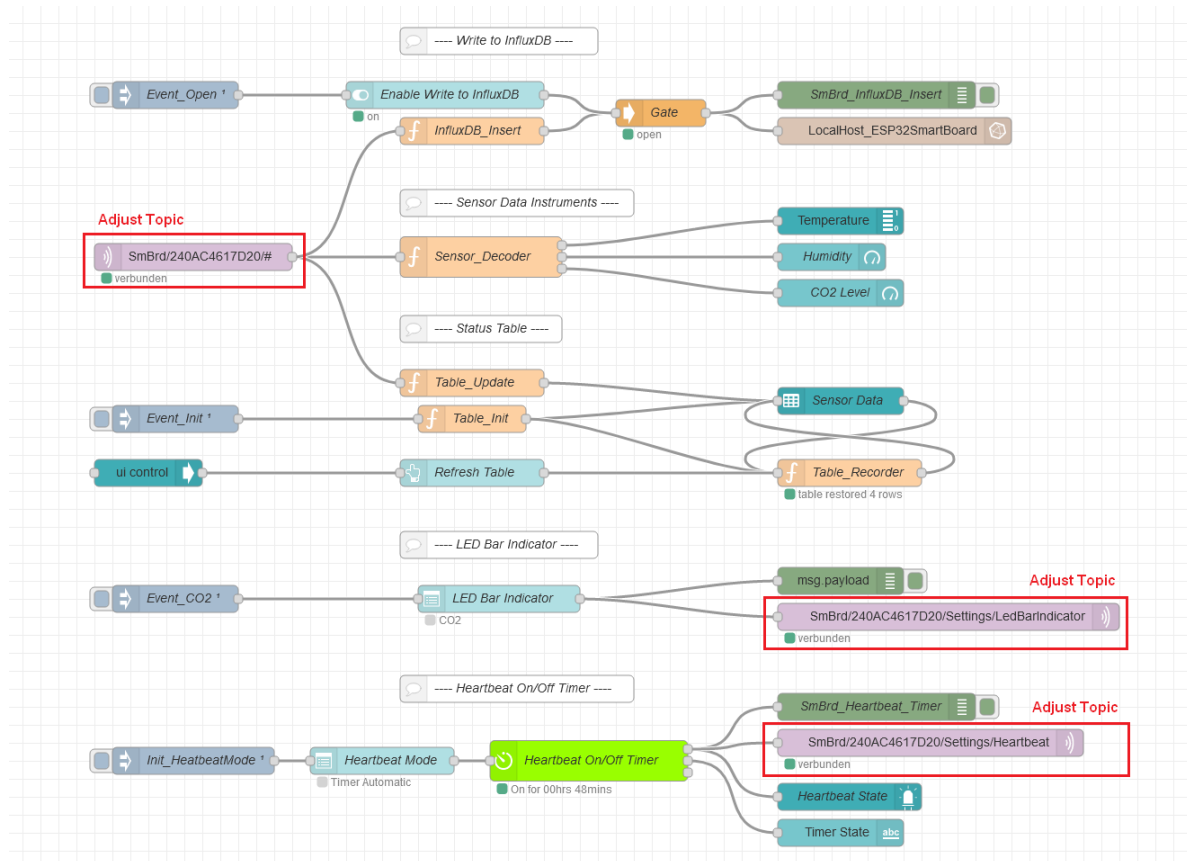 ---- Write to InfluxDB ----
Event_Open ¹
Enable Write to InfluxDB
on
InfluxDB_Insert
Gate
open
SmBrd_InfluxDB_Insert
LocalHost_ESP32SmartBoard
---- Sensor Data Instruments ----
Adjust Topic
SmBrd/240AC4617D20/#
verbunden
Sensor_Decoder
Temperature
1
0
Humidity
CO2 Level
---- Status Table ----
Table_Update
Event_Init ¹
Table_Init
Sensor Data
ui control
Refresh Table
Table_Recorder
table restored 4 rows
---- LED Bar Indicator ----
Event_CO2 ¹
LED Bar Indicator
CO2
msg.payload
Adjust Topic
SmBrd/240AC4617D20/Settings/LedBarIndicator
verbunden
---- Heartbeat On/Off Timer ----
SmBrd_Heartbeat_Timer
Adjust Topic
SmBrd/240AC4617D20/Settings/Heartbeat
verbunden
Init_HeatbeatMode ¹
Heartbeat Mode
Timer Automatic
Heartbeat On/Off Timer
On for 00hrs 48mins
Heartbeat State
Timer State
abc